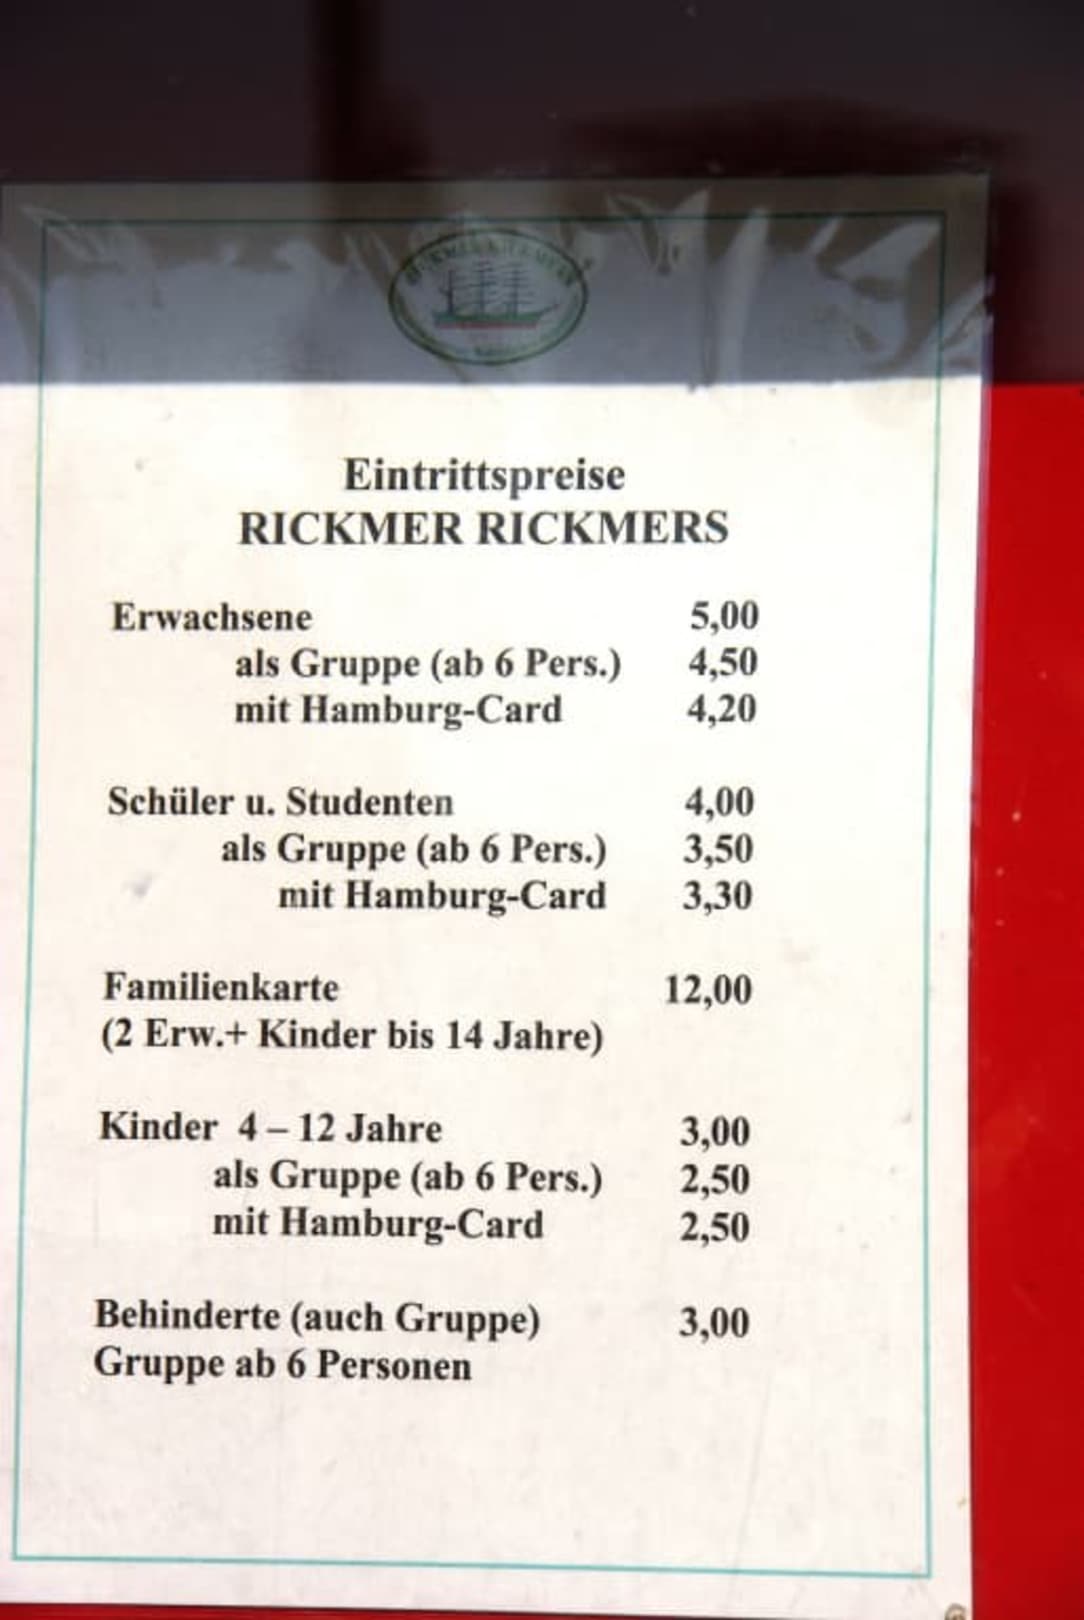 Eintrittspreise
RICKMER RICKMERS
Erwachsene 5,00
als Gruppe (ab 6 Pers.) 4,50
mit Hamburg-Card 4,20
Schüler u. Studenten 4,00
als Gruppe (ab 6 Pers.) 3,50
mit Hamburg-Card 3,30
Familienkarte 12,00
(2 Erw.+ Kinder bis 14 Jahre)
Kinder 4 – 12 Jahre 3,00
als Gruppe (ab 6 Pers.) 2,50
mit Hamburg-Card 2,50
Behinderte (auch Gruppe) 3,00
Gruppe ab 6 Personen